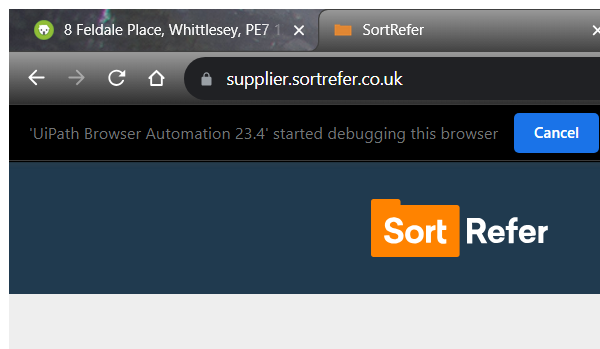 8 Feldale Place, Whittlesey, PE7 1
SortRefer
supplier.sortrefer.co.uk
'UiPath Browser Automation 23.4' started debugging this browser
Cancel
Sort Refer